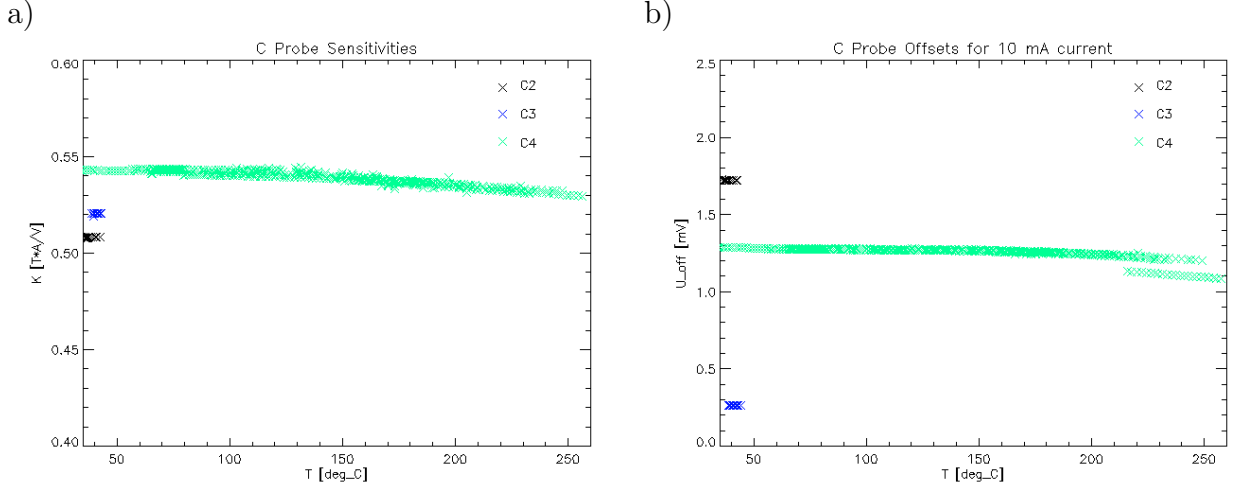 a)
C Probe Sensitivities
0.60
0.55
0.50
0.45
0.40
K [T*A/V]
C2
C3
C4
50
100
150
200
250
T [deg_C]
b)
C Probe Offsets for 10 mA current
2.5
2.0
1.5
1.0
0.5
0.0
U_off [mV]
C2
C3
C4
50
100
150
200
250
T [deg_C]